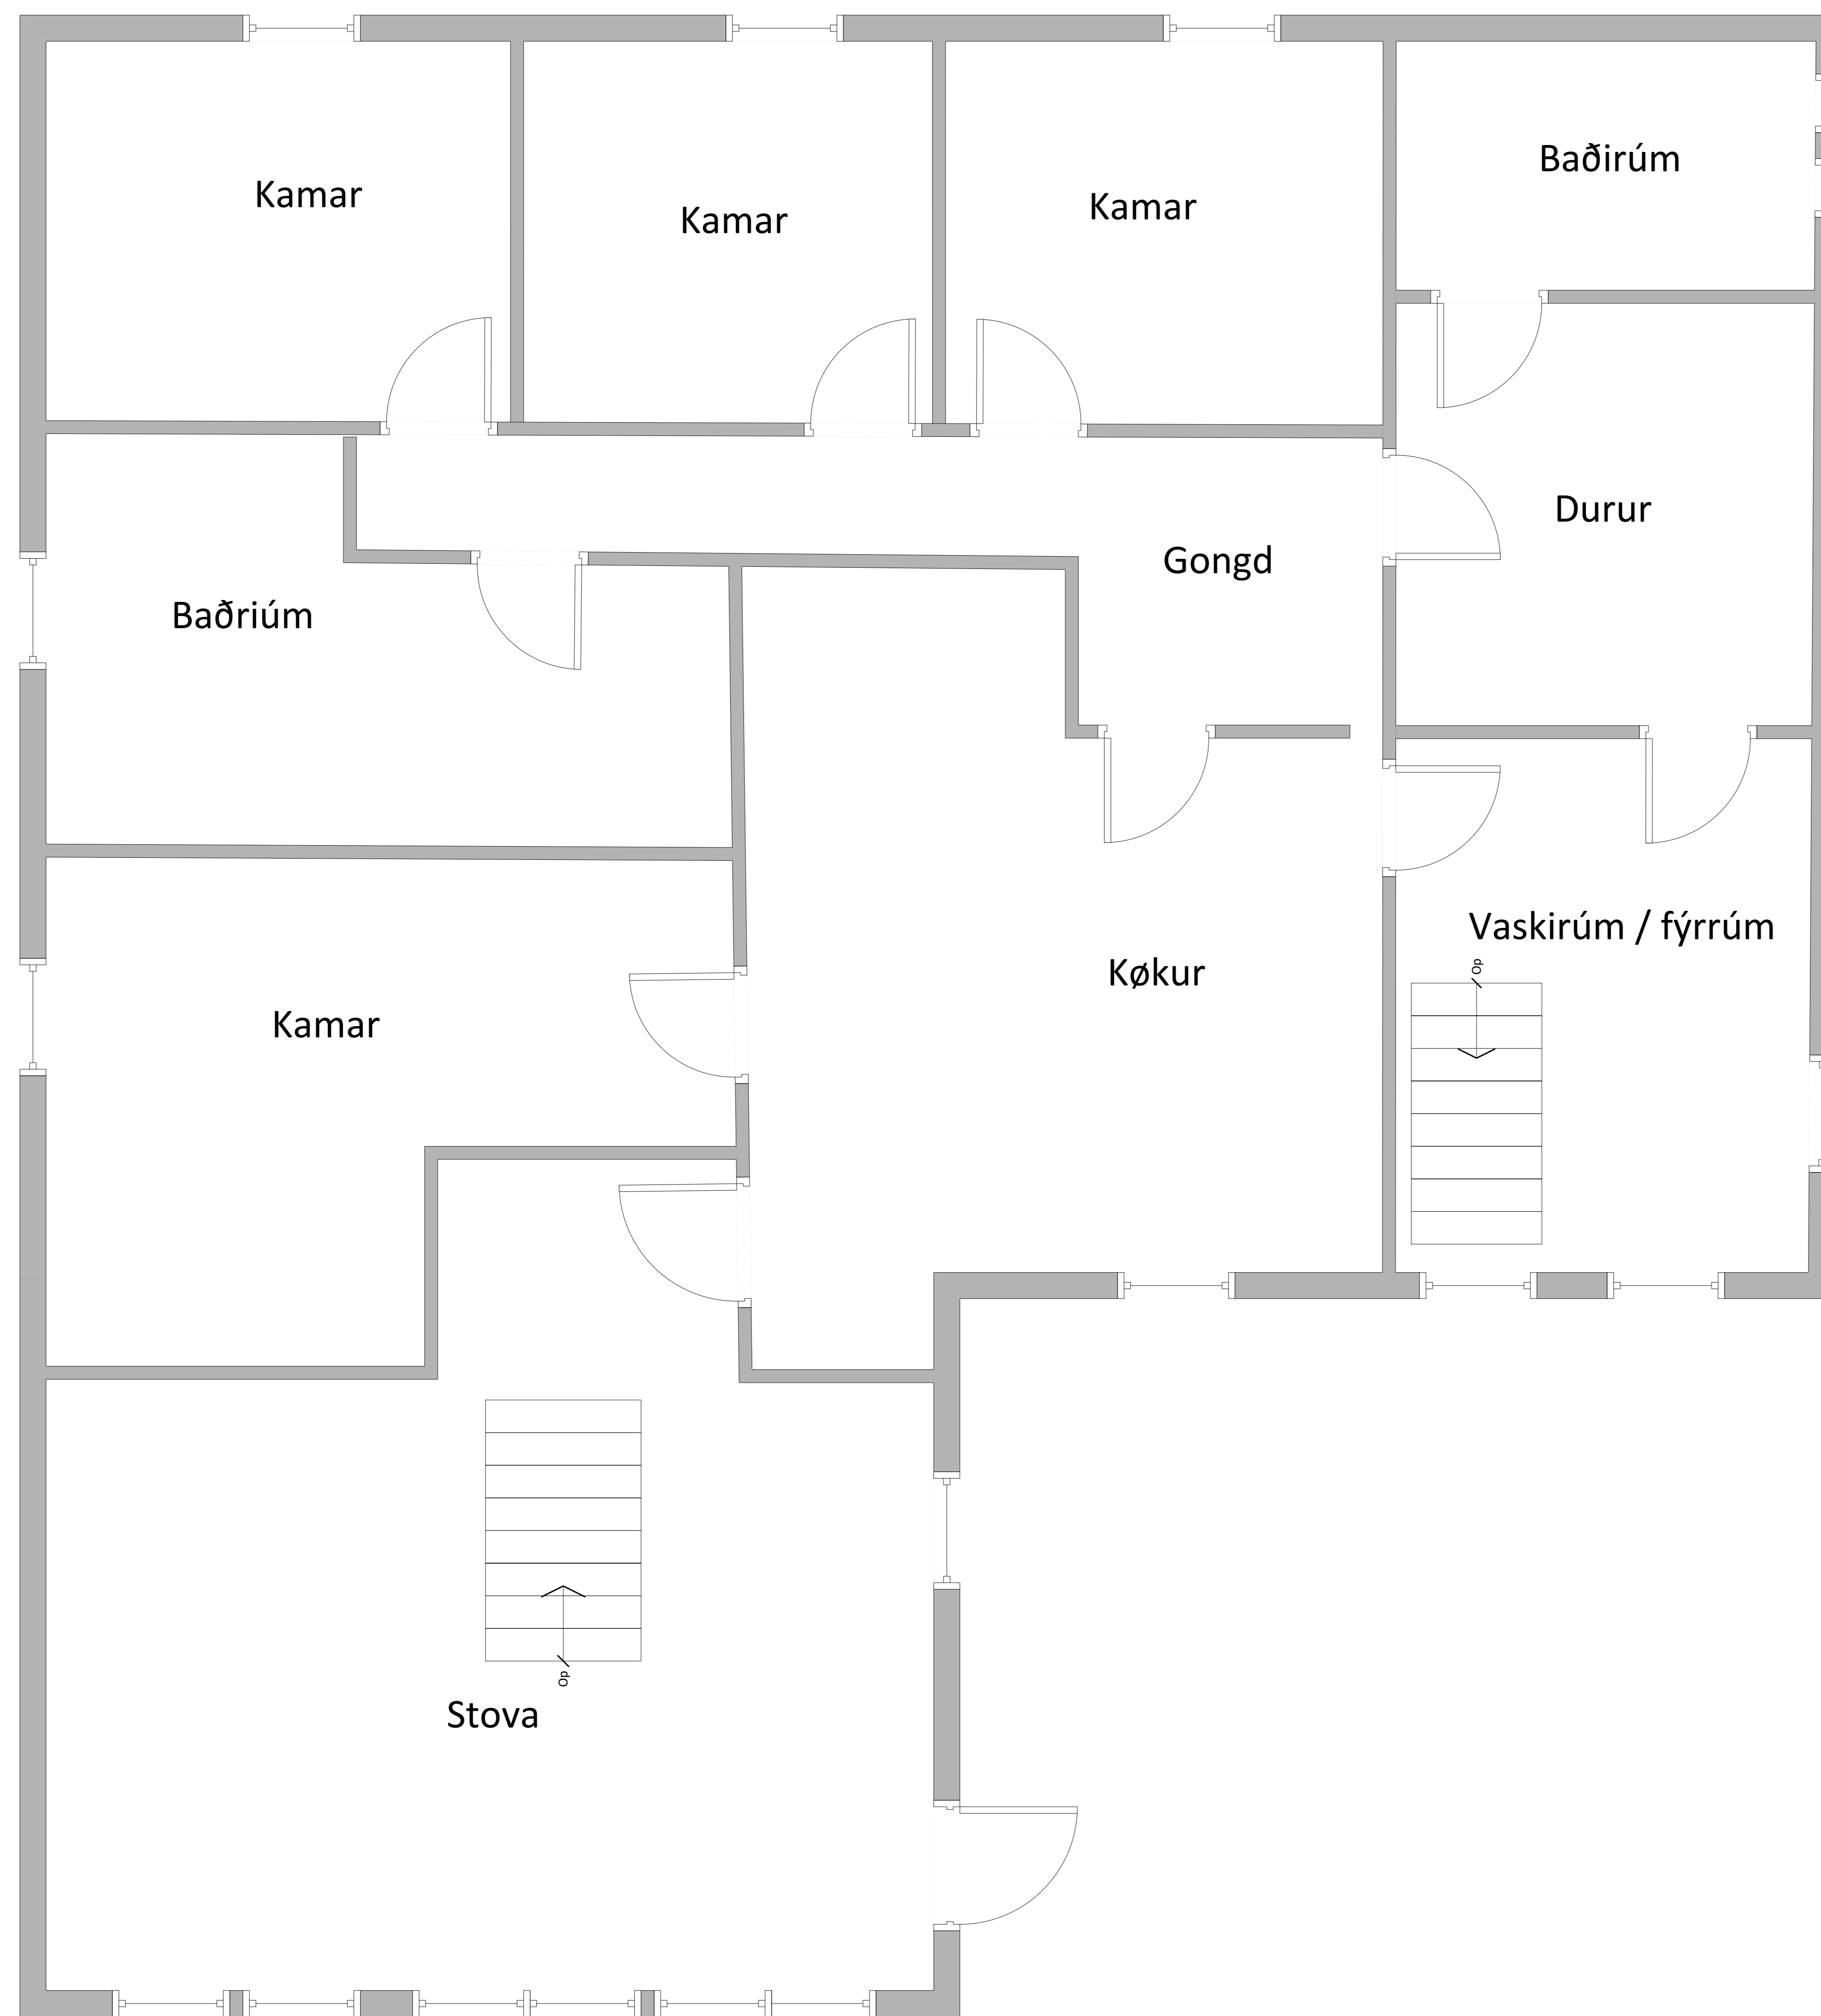 Kamar
Kamar
Kamar
Baðirúm
Durur
Gongd
Baðriúm
Vaskirúm / fýrrúm
Op
Køkur
Kamar
Op
Stova